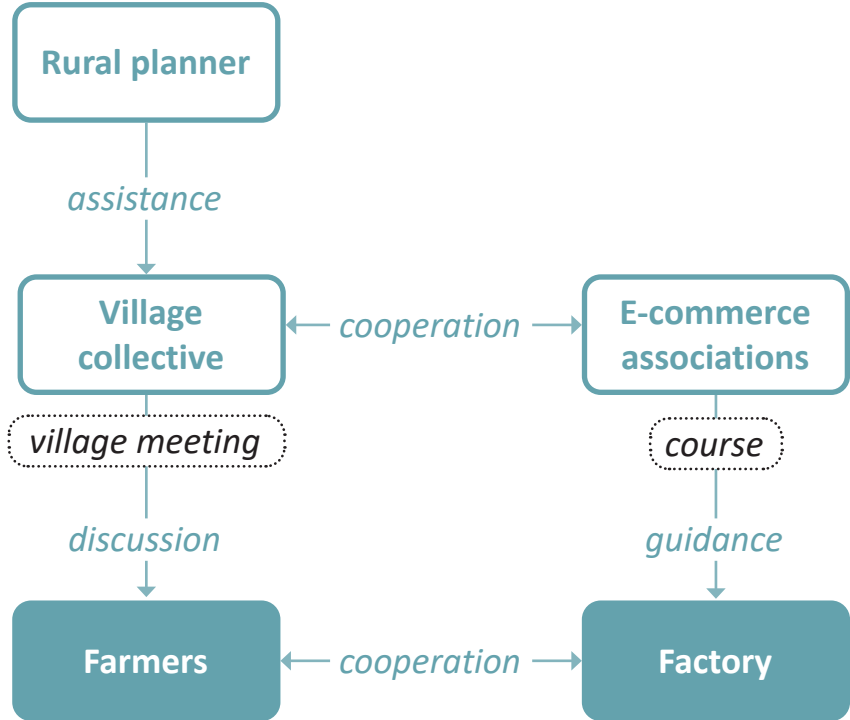 Rural planner
assistance
Village
collective
cooperation
E-commerce
associations
village meeting
course
discussion
guidance
Farmers
cooperation
Factory